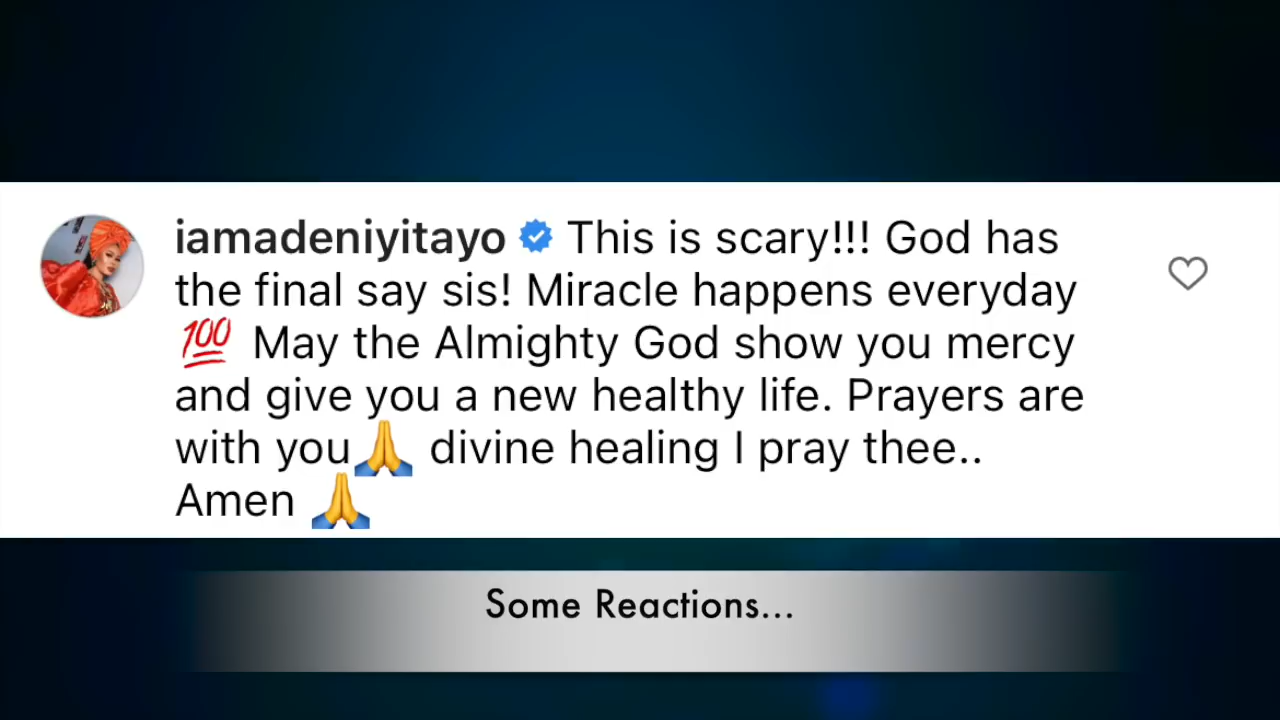 iamadeniyitayo This is scary!!! God has
the final say sis! Miracle happens everyday
💯 May the Almighty God show you mercy
and give you a new healthy life. Prayers are
with you🙏 divine healing I pray thee..
Amen 🙏
Some Reactions...